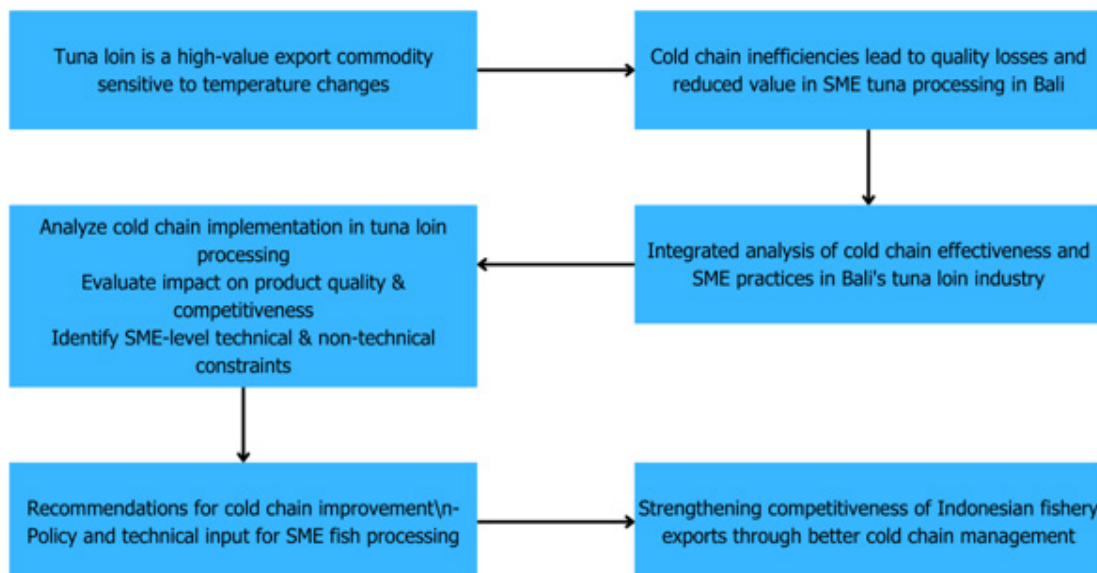 Tuna loin is a high-value export commodity
sensitive to temperature changes
Cold chain inefficiencies lead to quality losses and
reduced value in SME tuna processing in Bali
Integrated analysis of cold chain effectiveness and
SME practices in Bali's tuna loin industry
Analyze cold chain implementation in tuna loin
processing
Evaluate impact on product quality &
competitiveness
Identify SME-level technical & non-technical
constraints
Recommendations for cold chain improvement\n-
Policy and technical input for SME fish processing
Strengthening competitiveness of Indonesian fishery
exports through better cold chain management